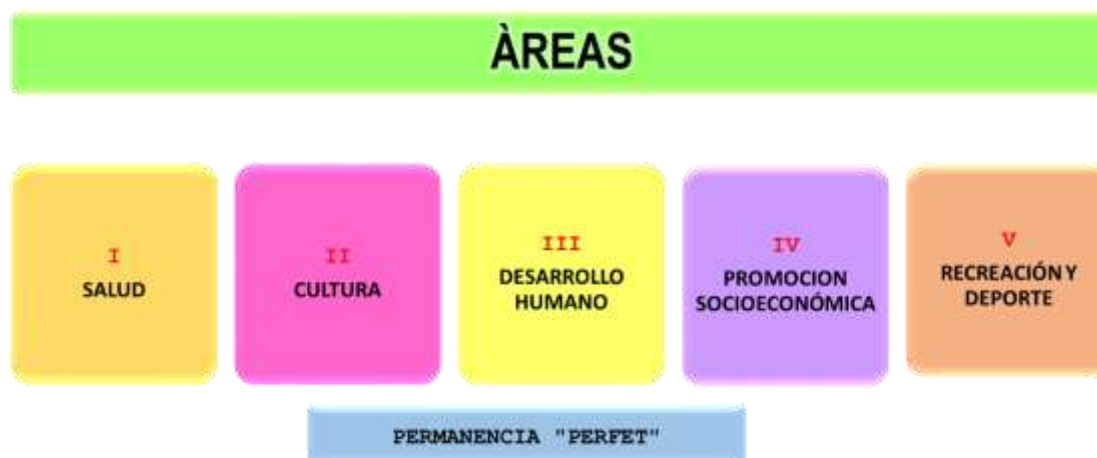 ÀREAS
I
SALUD
II
CULTURA
III
DESARROLLO
HUMANO
IV
PROMOCION
SOCIOECONÓMICA
V
RECREACIÓN Y
DEPORTE
PERMANENCIA "PERFET"